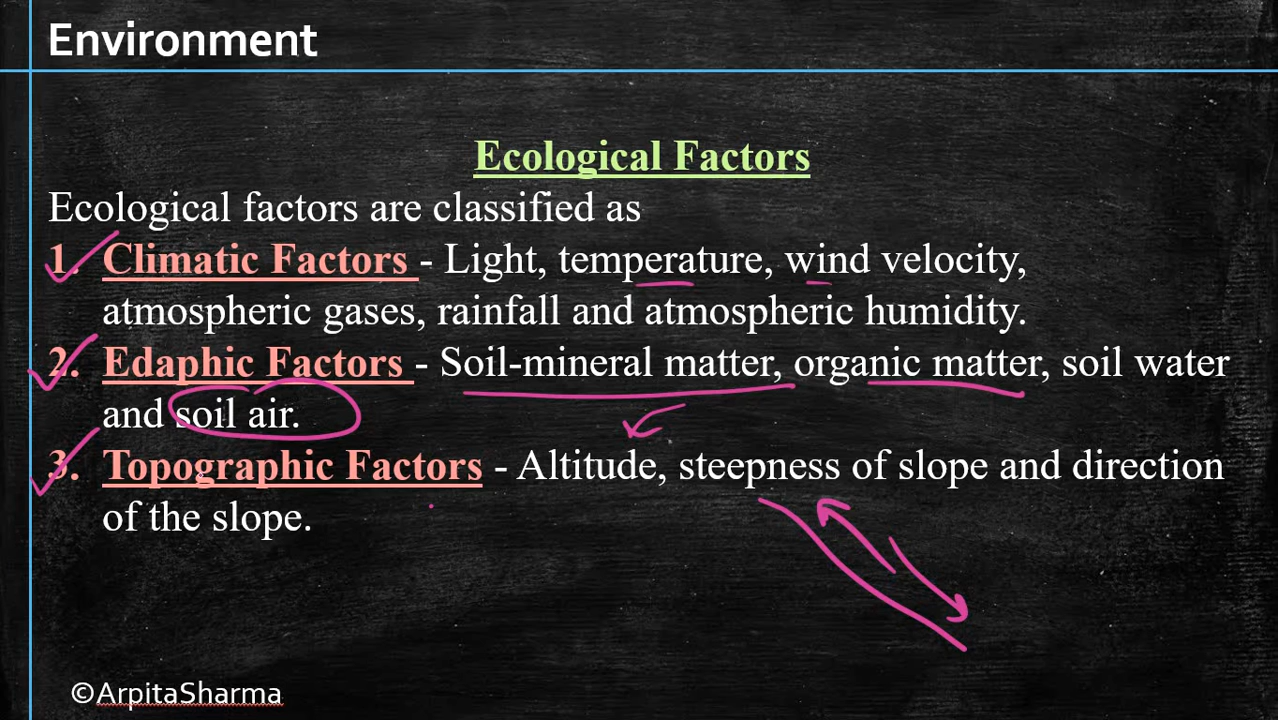 Environment
Ecological Factors
Ecological factors are classified as
1. Climatic Factors - Light, temperature, wind velocity,
atmospheric gases, rainfall and atmospheric humidity.
2. Edaphic Factors - Soil-mineral matter, organic matter, soil water
and soil air.
3. Topographic Factors - Altitude, steepness of slope and direction
of the slope.
©ArpitaSharma